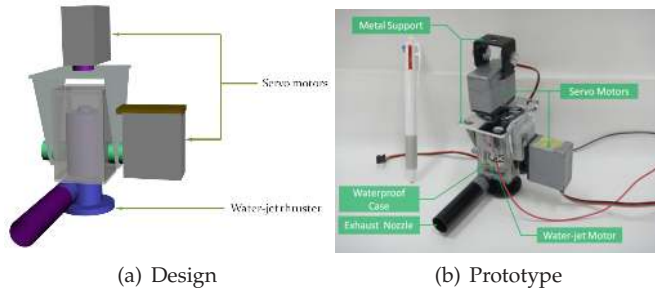 Servo motors
Water-jet thruster
Metal Support
Servo Motors
Waterproof
Case
Exhaust Nozzle
Water-jet Motor
(a) Design
(b) Prototype